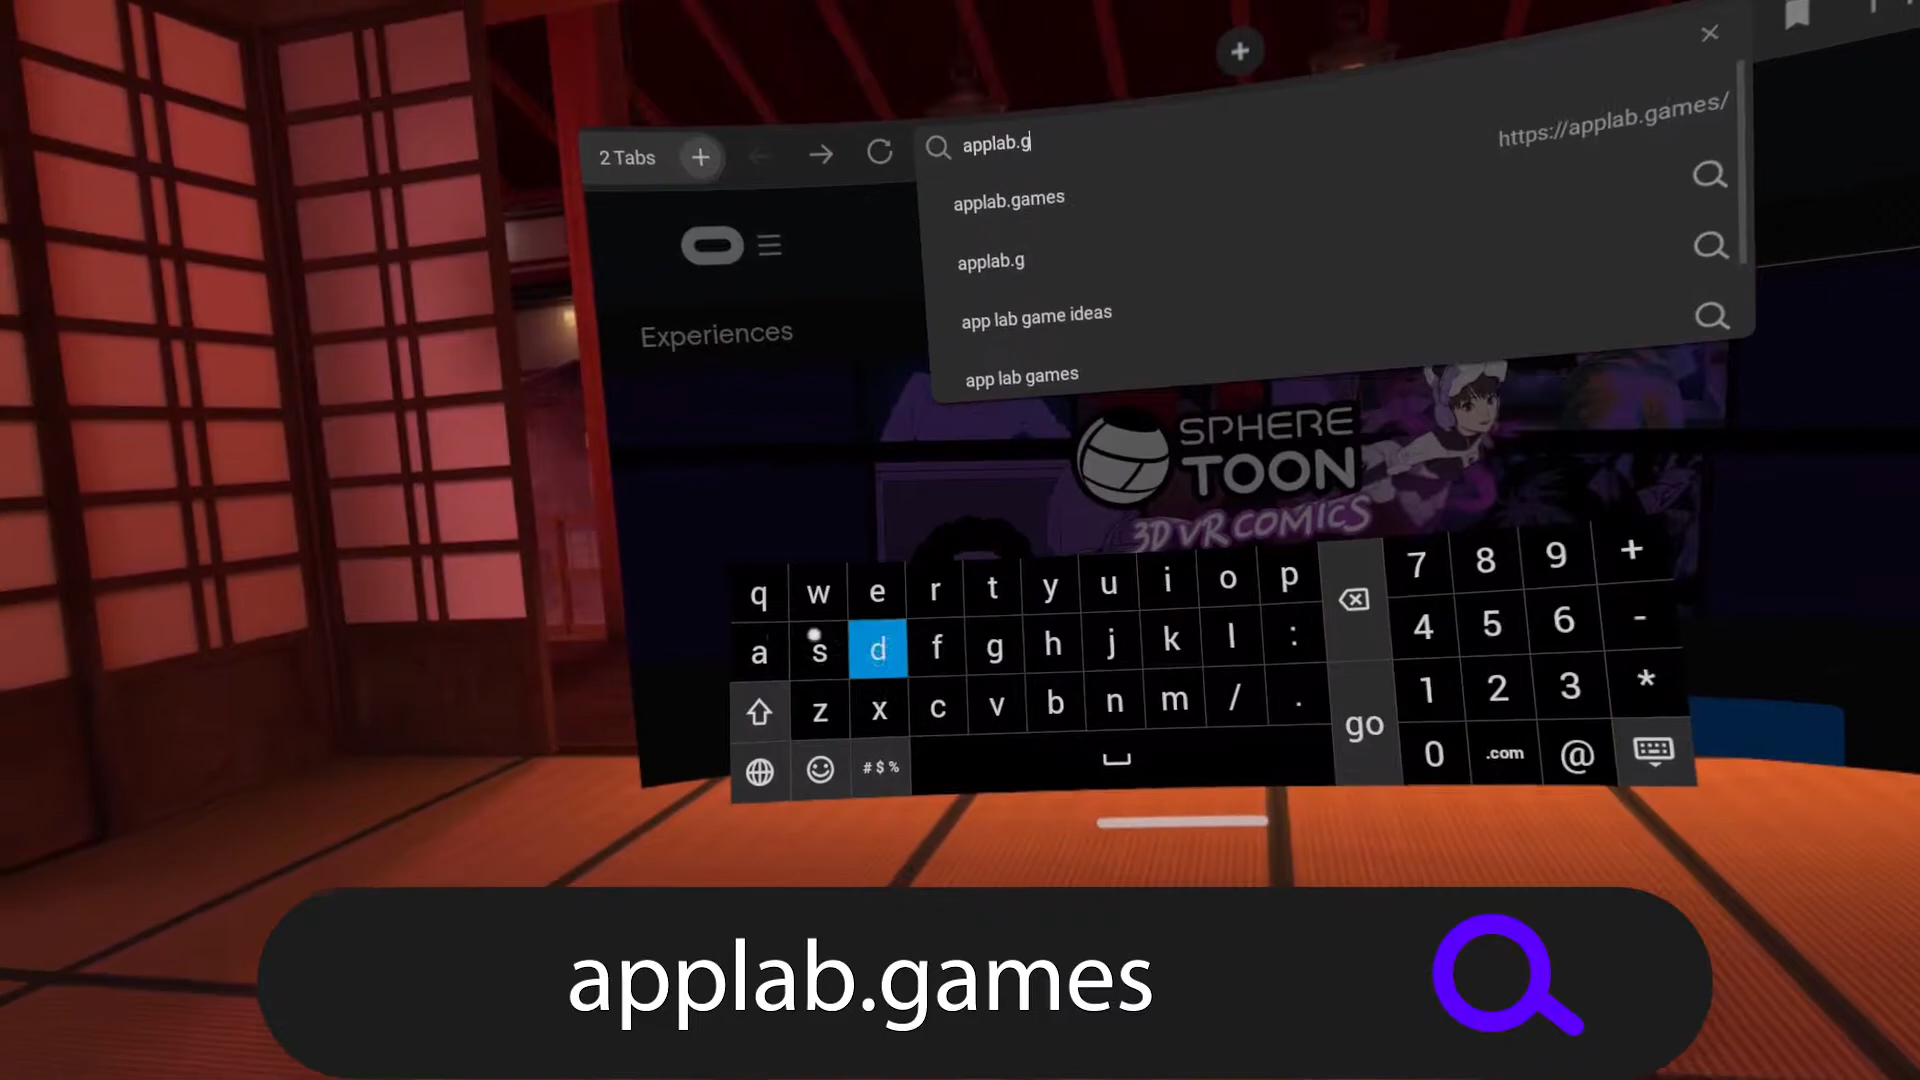 2 Tabs
applab.g
https://applab.games/
applab.games
applab.g
app lab game ideas
app lab games
Experiences
SPHERE
TOON
3D VR COMICS
q w e r t y u i o p 7 8 9 +
a s d f g h j k l : 4 5 6 -
z x c v b n m / . go 1 2 3 *
#$% 0 .com @
applab.games